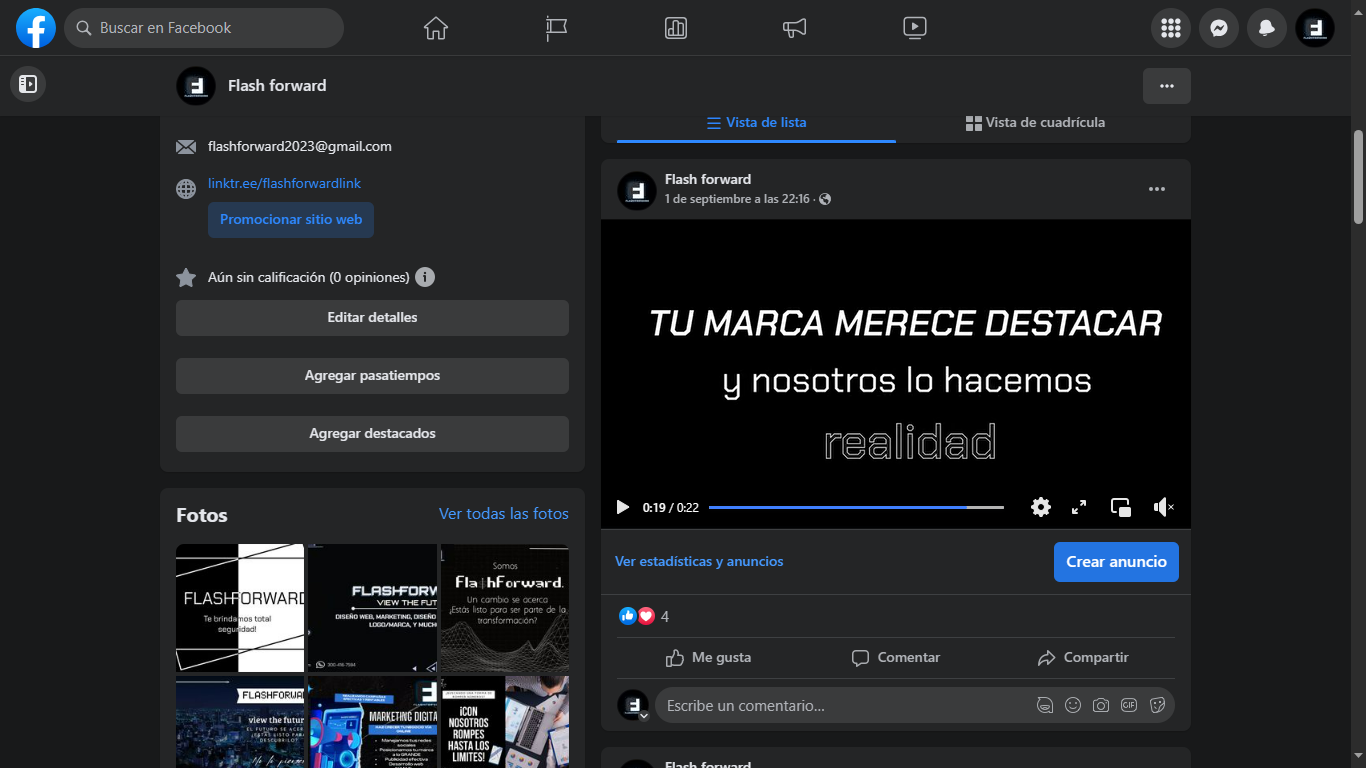 Buscar en Facebook
Flash forward
flashforward2023@gmail.com
linktr.ee/flashforwardlink
Promocionar sitio web
Aún sin calificación (0 opiniones)
Editar detalles
Agregar pasatiempos
Agregar destacados
Fotos
Ver todas las fotos
FLASHFORWARD
Te brindamos total
seguridad!
FLASHFORW
VIEW THE FUT
DISEÑO WEB, MARKETING, DISEÑO
LOGO/MARCA, Y MUCH
Somos
FlashForward.
Un cambio se acerca
¿Estás listo para ser parte de la
transformación?
FLASHFORWA
view the futur
MARKETING DIGITA
¡CON
NOSOTROS
ROMPES
HASTA LOS
LIMITES!
Vista de lista
Vista de cuadrícula
Flash forward
1 de septiembre a las 22:16 ·
TU MARCA MERECE DESTACAR
y nosotros lo hacemos
realidad
0:19 / 0:22
Ver estadísticas y anuncios
Crear anuncio
4
Me gusta
Comentar
Compartir
Escribe un comentario...
GIF
Flash forward